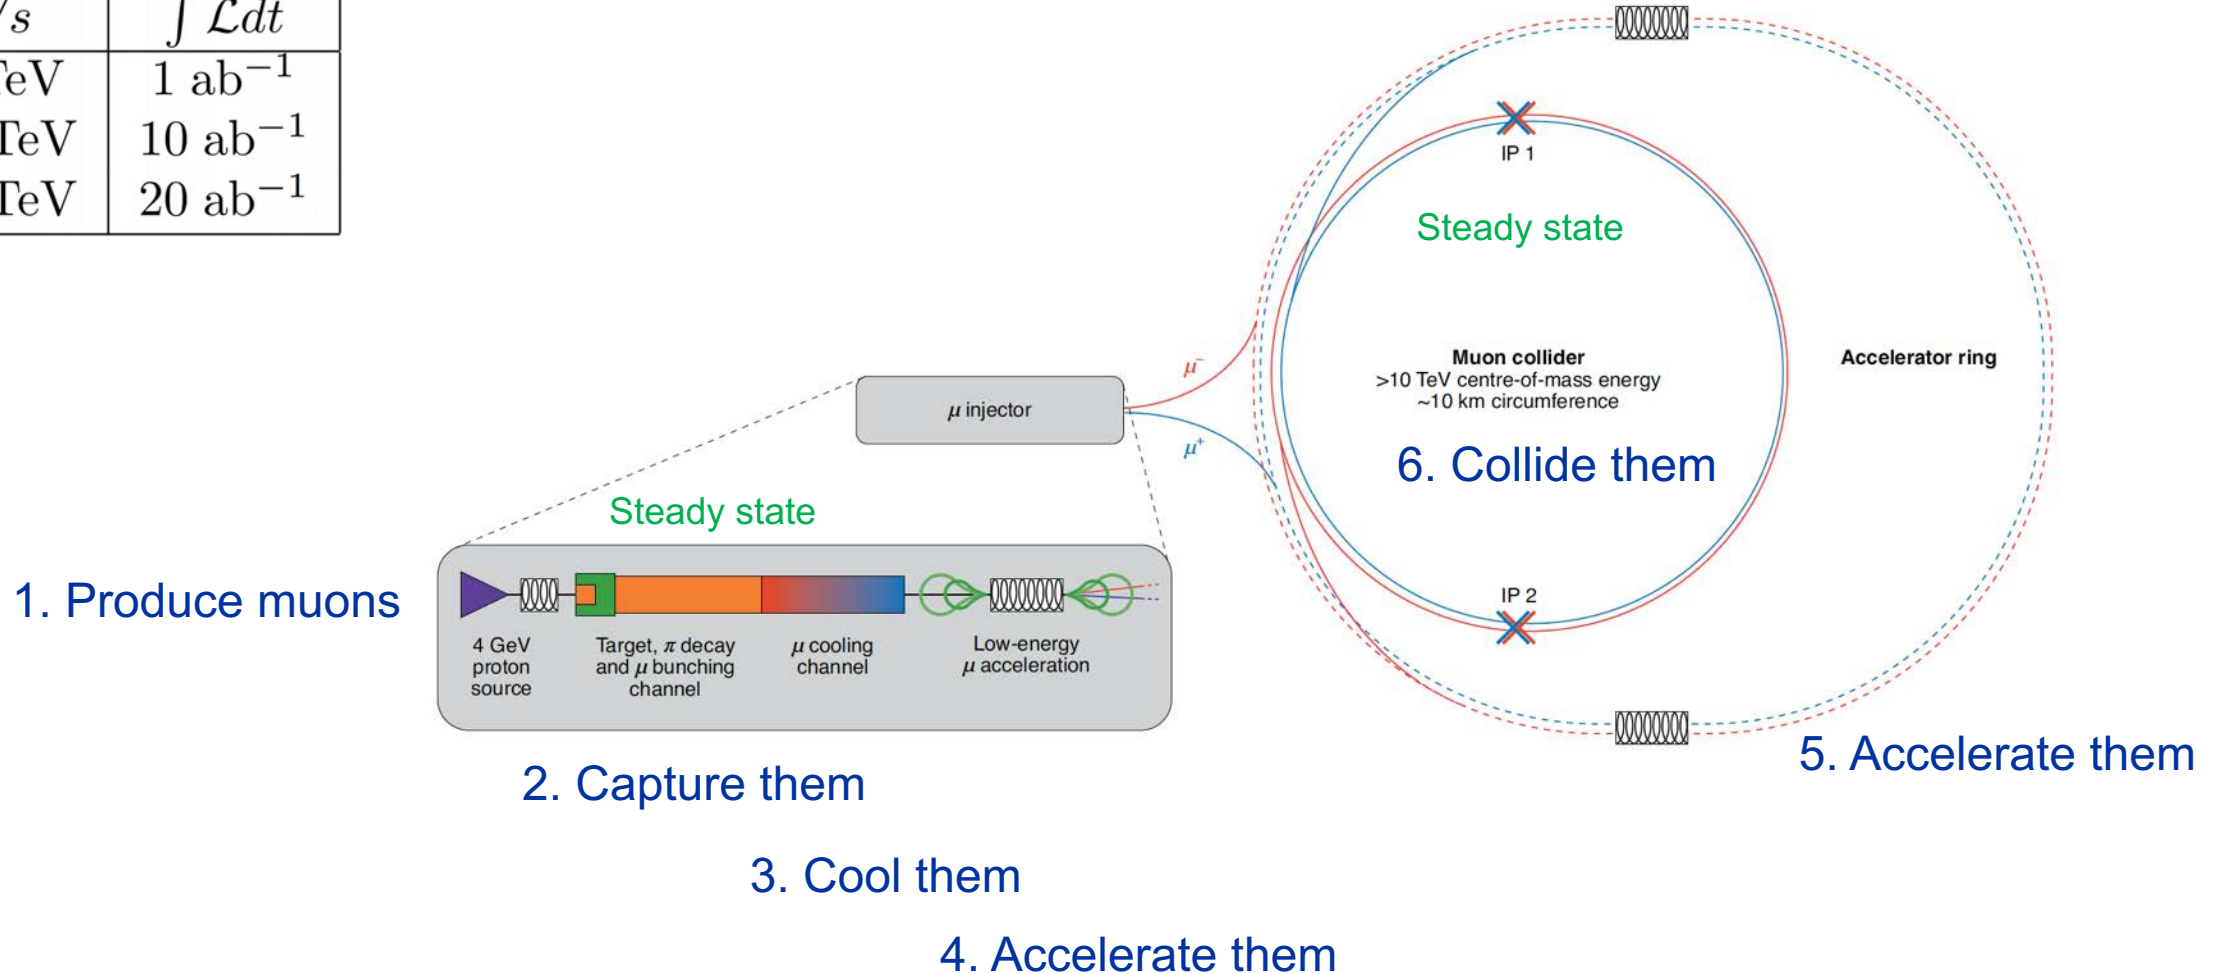 ∫ ℒdt
1 ab⁻¹
10 ab⁻¹
20 ab⁻¹
IP 1
Steady state
Muon collider
>10 TeV centre-of-mass energy
~10 km circumference
Accelerator ring
6. Collide them
IP 2
5. Accelerate them
μ⁻
μ⁺
μ injector
Steady state
1. Produce muons
4 GeV
proton
source
Target, π decay
and μ bunching
channel
μ cooling
channel
Low-energy
μ acceleration
2. Capture them
3. Cool them
4. Accelerate them